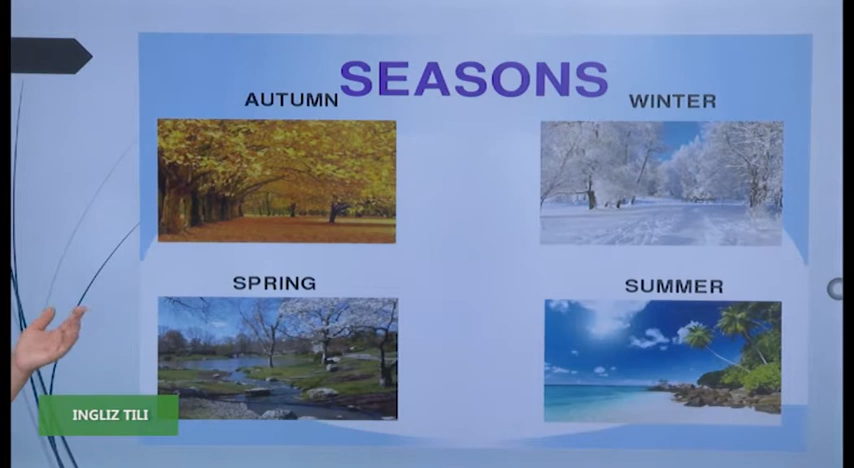 SEASONS
AUTUMN
WINTER
SPRING
SUMMER
INGLIZ TILI